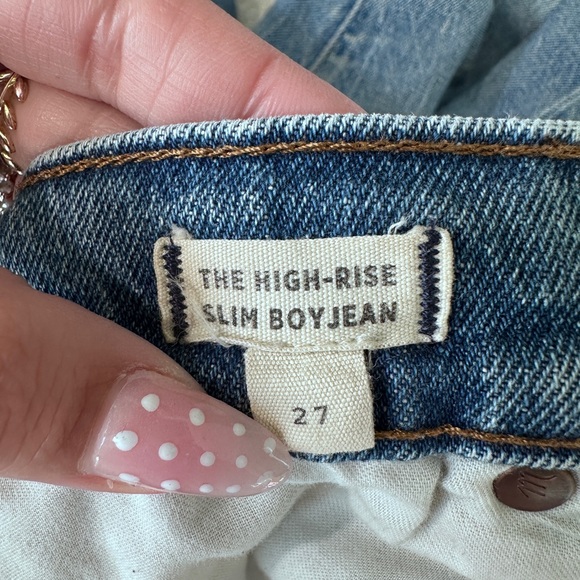 THE HIGH-RISE
SLIM BOYJEAN
27